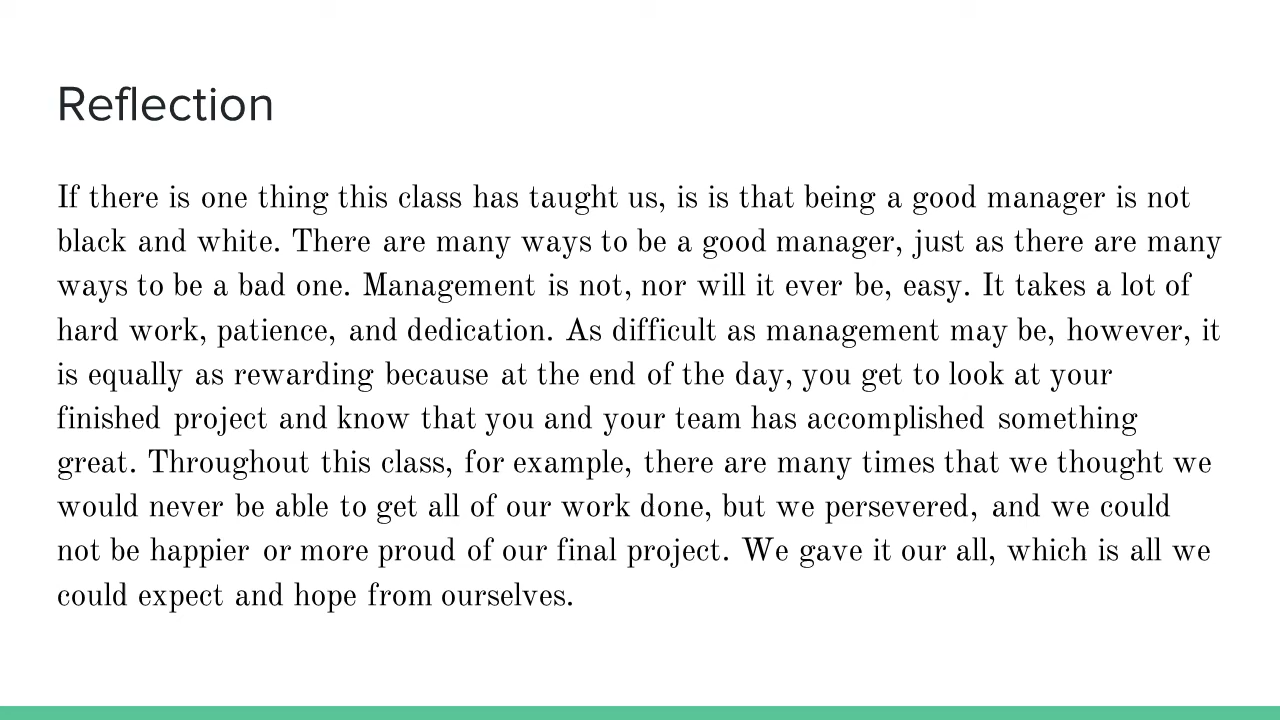 Reflection
If there is one thing this class has taught us, is is that being a good manager is not
black and white. There are many ways to be a good manager, just as there are many
ways to be a bad one. Management is not, nor will it ever be, easy. It takes a lot of
hard work, patience, and dedication. As difficult as management may be, however, it
is equally as rewarding because at the end of the day, you get to look at your
finished project and know that you and your team has accomplished something
great. Throughout this class, for example, there are many times that we thought we
would never be able to get all of our work done, but we persevered, and we could
not be happier or more proud of our final project. We gave it our all, which is all we
could expect and hope from ourselves.